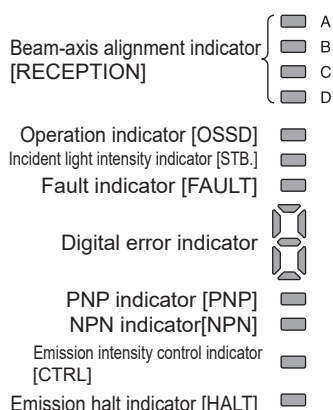 A
Beam-axis alignment indicator
B
[RECEPTION]
C
D
Operation indicator [OSSD]
Incident light intensity indicator [STB.]
Fault indicator [FAULT]
Digital error indicator
PNP indicator [PNP]
NPN indicator[NPN]
Emission intensity control indicator
[CTRL]
Emission halt indicator [HALT]